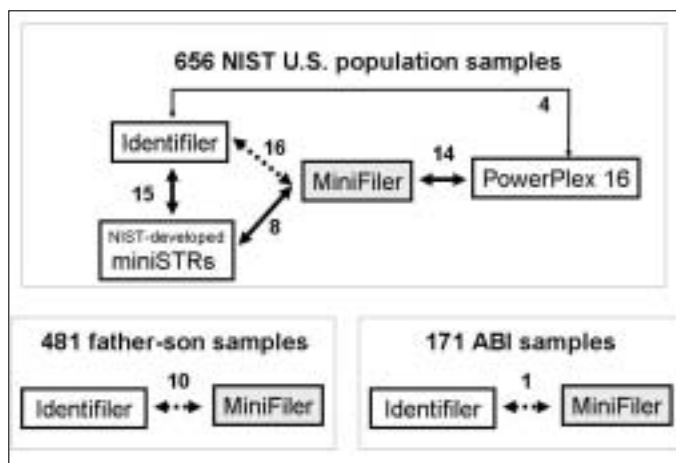 656 NIST U.S. population samples
4
Identifiler
16
14
MiniFiler
PowerPlex 16
15
8
NIST-developed
miniSTRs
481 father-son samples
10
Identifiler
MiniFiler
171 ABI samples
1
Identifiler
MiniFiler